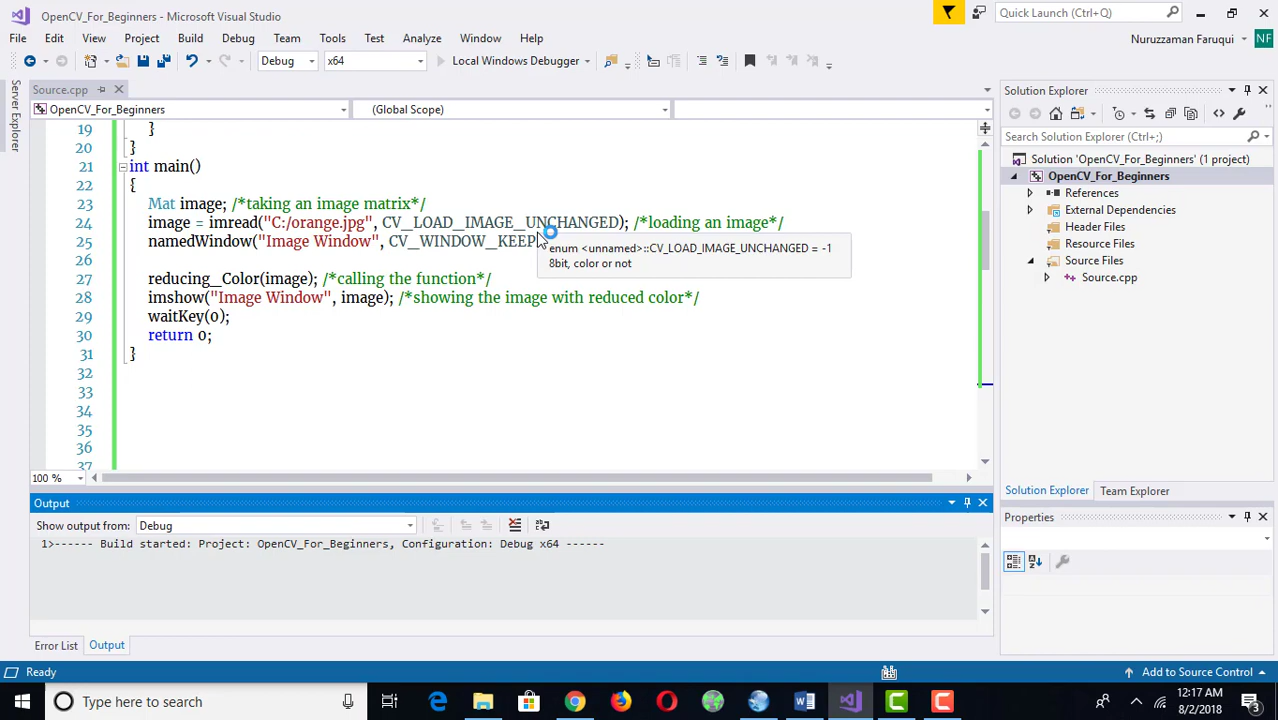 OpenCV_For_Beginners - Microsoft Visual Studio
Quick Launch (Ctrl+Q)
File Edit View Project Build Debug Team Tools Test Analyze Window Help
Nuruzzaman Faruqui NF
Debug x64 Local Windows Debugger
Server Explorer
Source.cpp
OpenCV_For_Beginners (Global Scope)
19 }
20 }
21 int main()
22 {
23 Mat image; /*taking an image matrix*/
24 image = imread("C:/orange.jpg", CV_LOAD_IMAGE_UNCHANGED); /*loading an image*/
25 namedWindow("Image Window", CV_WINDOW_KEEP
enum <unnamed>::CV_LOAD_IMAGE_UNCHANGED = -1
8bit, color or not
26
27 reducing_Color(image); /*calling the function*/
28 imshow("Image Window", image); /*showing the image with reduced color*/
29 waitKey(0);
30 return 0;
31 }
32
33
34
35
36
37
100 %
Output
Show output from: Debug
1>------ Build started: Project: OpenCV_For_Beginners, Configuration: Debug x64 ------
Error List Output
Solution Explorer
Search Solution Explorer (Ctrl+;)
Solution 'OpenCV_For_Beginners' (1 project)
OpenCV_For_Beginners
References
External Dependencies
Header Files
Resource Files
Source Files
Source.cpp
Solution Explorer Team Explorer
Properties
Ready
Add to Source Control
Type here to search
12:17 AM
8/2/2018
3